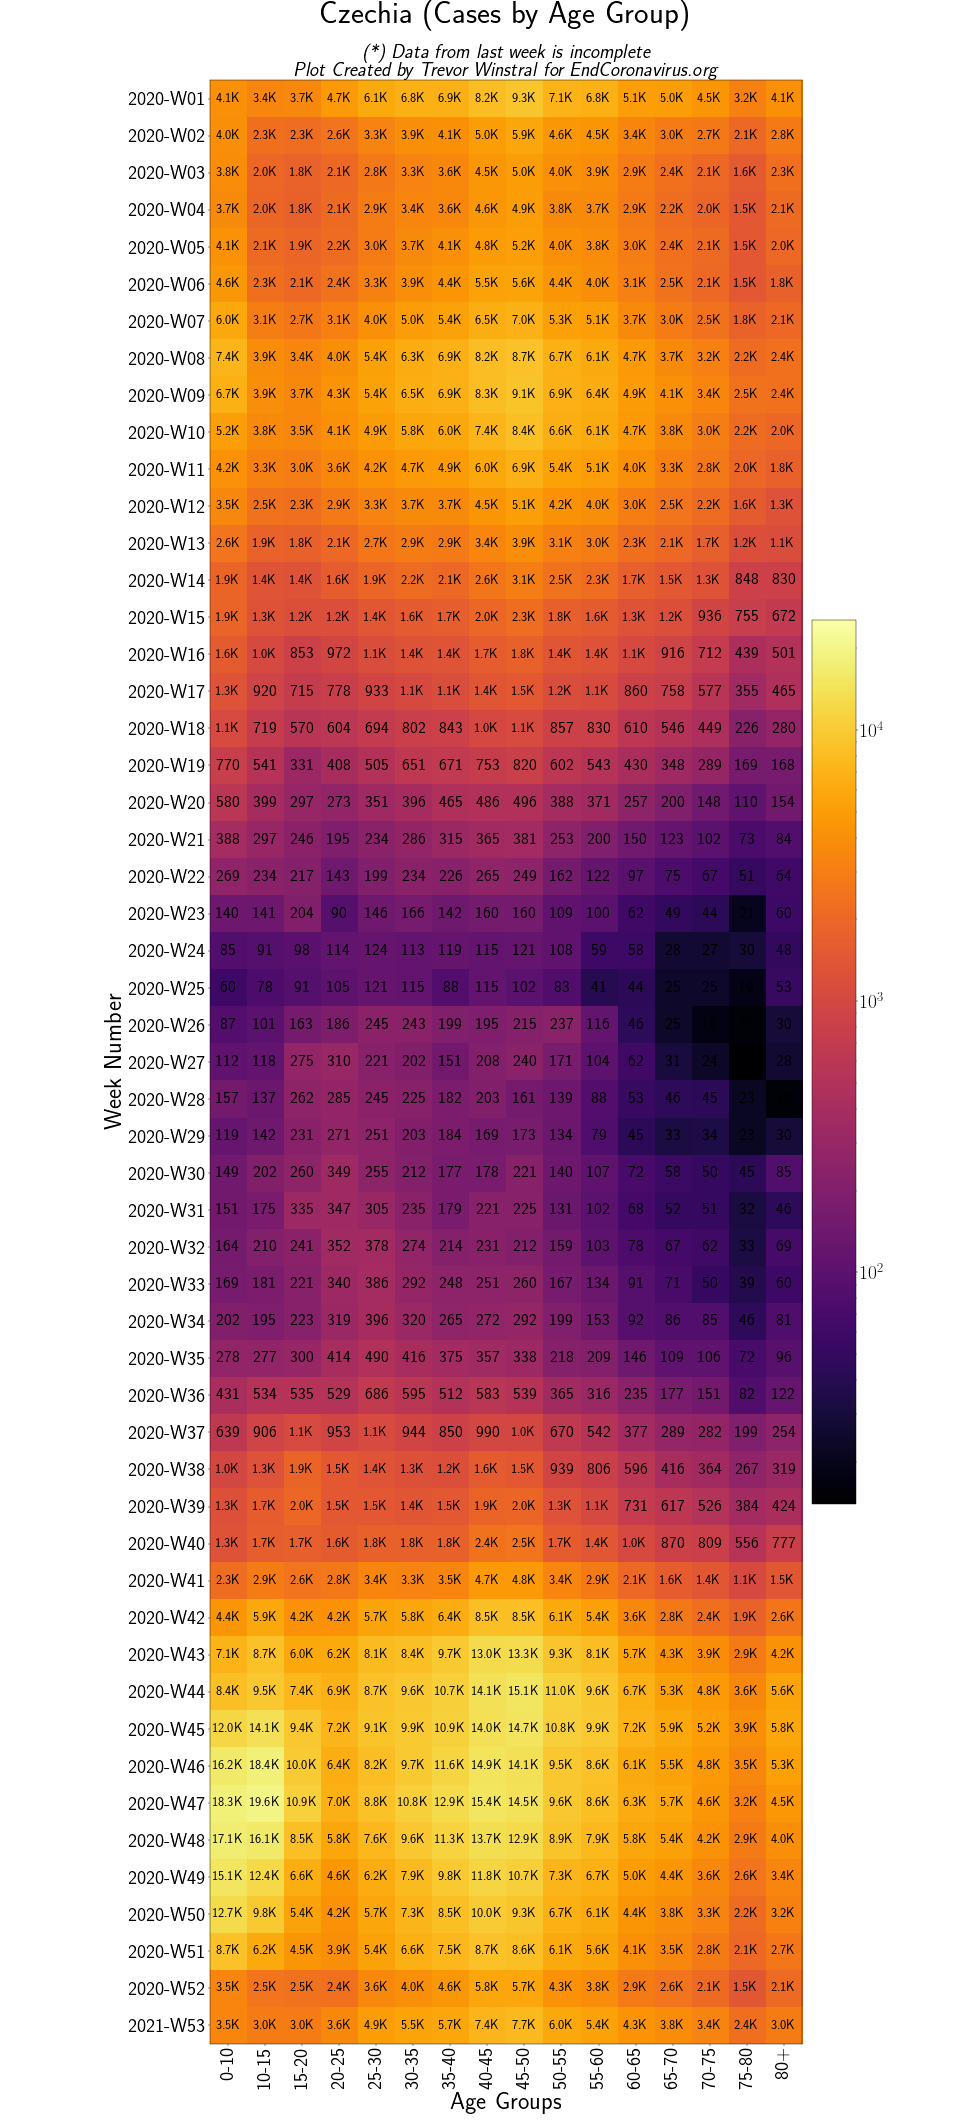 Czechia (Cases by Age Group)
(*) Data from last week is incomplete
Plot Created by Trevor Winstral for EndCoronavirus.org
2020-W01 4.1K 3.4K 3.7K 4.7K 6.1K 6.8K 6.9K 8.2K 9.3K 7.1K 6.8K 5.1K 5.0K 4.5K 3.2K 4.1K
2020-W02 4.0K 2.3K 2.3K 2.6K 3.3K 3.9K 4.1K 5.0K 5.9K 4.6K 4.5K 3.4K 3.0K 2.7K 2.1K 2.8K
2020-W03 3.8K 2.0K 1.8K 2.1K 2.8K 3.3K 3.6K 4.5K 5.0K 4.0K 3.9K 2.9K 2.4K 2.1K 1.6K 2.3K
2020-W04 3.7K 2.0K 1.8K 2.1K 2.9K 3.4K 3.6K 4.6K 4.9K 3.8K 3.7K 2.9K 2.2K 2.0K 1.5K 2.1K
2020-W05 4.1K 2.1K 1.9K 2.2K 3.0K 3.7K 4.1K 4.8K 5.2K 4.0K 3.8K 3.0K 2.4K 2.1K 1.5K 2.0K
2020-W06 4.6K 2.3K 2.1K 2.4K 3.3K 3.9K 4.4K 5.5K 5.6K 4.4K 4.0K 3.1K 2.5K 2.1K 1.5K 1.8K
2020-W07 6.0K 3.1K 2.7K 3.1K 4.0K 5.0K 5.4K 6.5K 7.0K 5.3K 5.1K 3.7K 3.0K 2.5K 1.8K 2.1K
2020-W08 7.4K 3.9K 3.4K 4.0K 5.4K 6.3K 6.9K 8.2K 8.7K 6.7K 6.1K 4.7K 3.7K 3.2K 2.2K 2.4K
2020-W09 6.7K 3.9K 3.7K 4.3K 5.4K 6.5K 6.9K 8.3K 9.1K 6.9K 6.4K 4.9K 4.1K 3.4K 2.5K 2.4K
2020-W10 5.2K 3.8K 3.5K 4.1K 4.9K 5.8K 6.0K 7.4K 8.4K 6.6K 6.1K 4.7K 3.8K 3.0K 2.2K 2.0K
2020-W11 4.2K 3.3K 3.0K 3.6K 4.2K 4.7K 4.9K 6.0K 6.9K 5.4K 5.1K 4.0K 3.3K 2.8K 2.0K 1.8K
2020-W12 3.5K 2.5K 2.3K 2.9K 3.3K 3.7K 3.7K 4.5K 5.1K 4.2K 4.0K 3.0K 2.5K 2.2K 1.6K 1.3K
2020-W13 2.6K 1.9K 1.8K 2.1K 2.7K 2.9K 2.9K 3.4K 3.9K 3.1K 3.0K 2.3K 2.1K 1.7K 1.2K 1.1K
2020-W14 1.9K 1.4K 1.4K 1.6K 1.9K 2.2K 2.1K 2.6K 3.1K 2.5K 2.3K 1.7K 1.5K 1.3K 848 830
2020-W15 1.9K 1.3K 1.2K 1.2K 1.4K 1.6K 1.7K 2.0K 2.3K 1.8K 1.6K 1.3K 1.2K 936 755 672
2020-W16 1.6K 1.0K 853 972 1.1K 1.4K 1.4K 1.7K 1.8K 1.4K 1.4K 1.1K 916 712 439 501
2020-W17 1.3K 920 715 778 933 1.1K 1.1K 1.4K 1.5K 1.2K 1.1K 860 758 577 355 465
2020-W18 1.1K 719 570 604 694 802 843 1.0K 1.1K 857 830 610 546 449 226 280
2020-W19 770 541 331 408 505 651 671 753 820 602 543 430 348 289 169 168
2020-W20 580 399 297 273 351 396 465 486 496 388 371 257 200 148 110 154
2020-W21 388 297 246 195 234 286 315 365 381 253 200 150 123 102 73 84
2020-W22 269 234 217 143 199 234 226 265 249 162 122 97 75 67 51 64
2020-W23 140 141 204 90 146 166 142 160 160 109 100 62 49 44 21 60
2020-W24 85 91 98 114 124 113 119 115 121 108 59 58 28 27 30 48
2020-W25 60 78 91 105 121 115 88 115 102 83 41 44 25 25 53
2020-W26 87 101 163 186 245 243 199 195 215 237 116 46 25 30
2020-W27 112 118 275 310 221 202 151 208 240 171 104 62 31 24 28
2020-W28 157 137 262 285 245 225 182 203 161 139 88 53 46 45 23
2020-W29 119 142 231 271 251 203 184 169 173 134 79 45 33 34 23 30
2020-W30 149 202 260 349 255 212 177 178 221 140 107 72 58 50 45 85
2020-W31 151 175 335 347 305 235 179 221 225 131 102 68 52 51 32 46
2020-W32 164 210 241 352 378 274 214 231 212 159 103 78 67 62 33 69
2020-W33 169 181 221 340 386 292 248 251 260 167 134 91 71 50 39 60
2020-W34 202 195 223 319 396 320 265 272 292 199 153 92 86 85 46 81
2020-W35 278 277 300 414 490 416 375 357 338 218 209 146 109 106 72 96
2020-W36 431 534 535 529 686 595 512 583 539 365 316 235 177 151 82 122
2020-W37 639 906 1.1K 953 1.1K 944 850 990 1.0K 670 542 377 289 282 199 254
2020-W38 1.0K 1.3K 1.9K 1.5K 1.4K 1.3K 1.2K 1.6K 1.5K 939 806 596 416 364 267 319
2020-W39 1.3K 1.7K 2.0K 1.5K 1.5K 1.4K 1.5K 1.9K 2.0K 1.3K 1.1K 731 617 526 384 424
2020-W40 1.3K 1.7K 1.7K 1.6K 1.8K 1.8K 1.8K 2.4K 2.5K 1.7K 1.4K 1.0K 870 809 556 777
2020-W41 2.3K 2.9K 2.6K 2.8K 3.4K 3.3K 3.5K 4.7K 4.8K 3.4K 2.9K 2.1K 1.6K 1.4K 1.1K 1.5K
2020-W42 4.4K 5.9K 4.2K 4.2K 5.7K 5.8K 6.4K 8.5K 8.5K 6.1K 5.4K 3.6K 2.8K 2.4K 1.9K 2.6K
2020-W43 7.1K 8.7K 6.0K 6.2K 8.1K 8.4K 9.7K 13.0K 13.3K 9.3K 8.1K 5.7K 4.3K 3.9K 2.9K 4.2K
2020-W44 8.4K 9.5K 7.4K 6.9K 8.7K 9.6K 10.7K 14.1K 15.1K 11.0K 9.6K 6.7K 5.3K 4.8K 3.6K 5.6K
2020-W45 12.0K 14.1K 9.4K 7.2K 9.1K 9.9K 10.9K 14.0K 14.7K 10.8K 9.9K 7.2K 5.9K 5.2K 3.9K 5.8K
2020-W46 16.2K 18.4K 10.0K 6.4K 8.2K 9.7K 11.6K 14.9K 14.1K 9.5K 8.6K 6.1K 5.5K 4.8K 3.5K 5.3K
2020-W47 18.3K 19.6K 10.9K 7.0K 8.8K 10.8K 12.9K 15.4K 14.5K 9.6K 8.6K 6.3K 5.7K 4.6K 3.2K 4.5K
2020-W48 17.1K 16.1K 8.5K 5.8K 7.6K 9.6K 11.3K 13.7K 12.9K 8.9K 7.9K 5.8K 5.4K 4.2K 2.9K 4.0K
2020-W49 15.1K 12.4K 6.6K 4.6K 6.2K 7.9K 9.8K 11.8K 10.7K 7.3K 6.7K 5.0K 4.4K 3.6K 2.6K 3.4K
2020-W50 12.7K 9.8K 5.4K 4.2K 5.7K 7.3K 8.5K 10.0K 9.3K 6.7K 6.1K 4.4K 3.8K 3.3K 2.2K 3.2K
2020-W51 8.7K 6.2K 4.5K 3.9K 5.4K 6.6K 7.5K 8.7K 8.6K 6.1K 5.6K 4.1K 3.5K 2.8K 2.1K 2.7K
2020-W52 3.5K 2.5K 2.5K 2.4K 3.6K 4.0K 4.6K 5.8K 5.7K 4.3K 3.8K 2.9K 2.6K 2.1K 1.5K 2.1K
2021-W53 3.5K 3.0K 3.0K 3.6K 4.9K 5.5K 5.7K 7.4K 7.7K 6.0K 5.4K 4.3K 3.8K 3.4K 2.4K 3.0K
0-10 10-15 15-20 20-25 25-30 30-35 35-40 40-45 45-50 50-55 55-60 60-65 65-70 70-75 75-80 80+
Age Groups
Week Number
10⁴
10³
10²